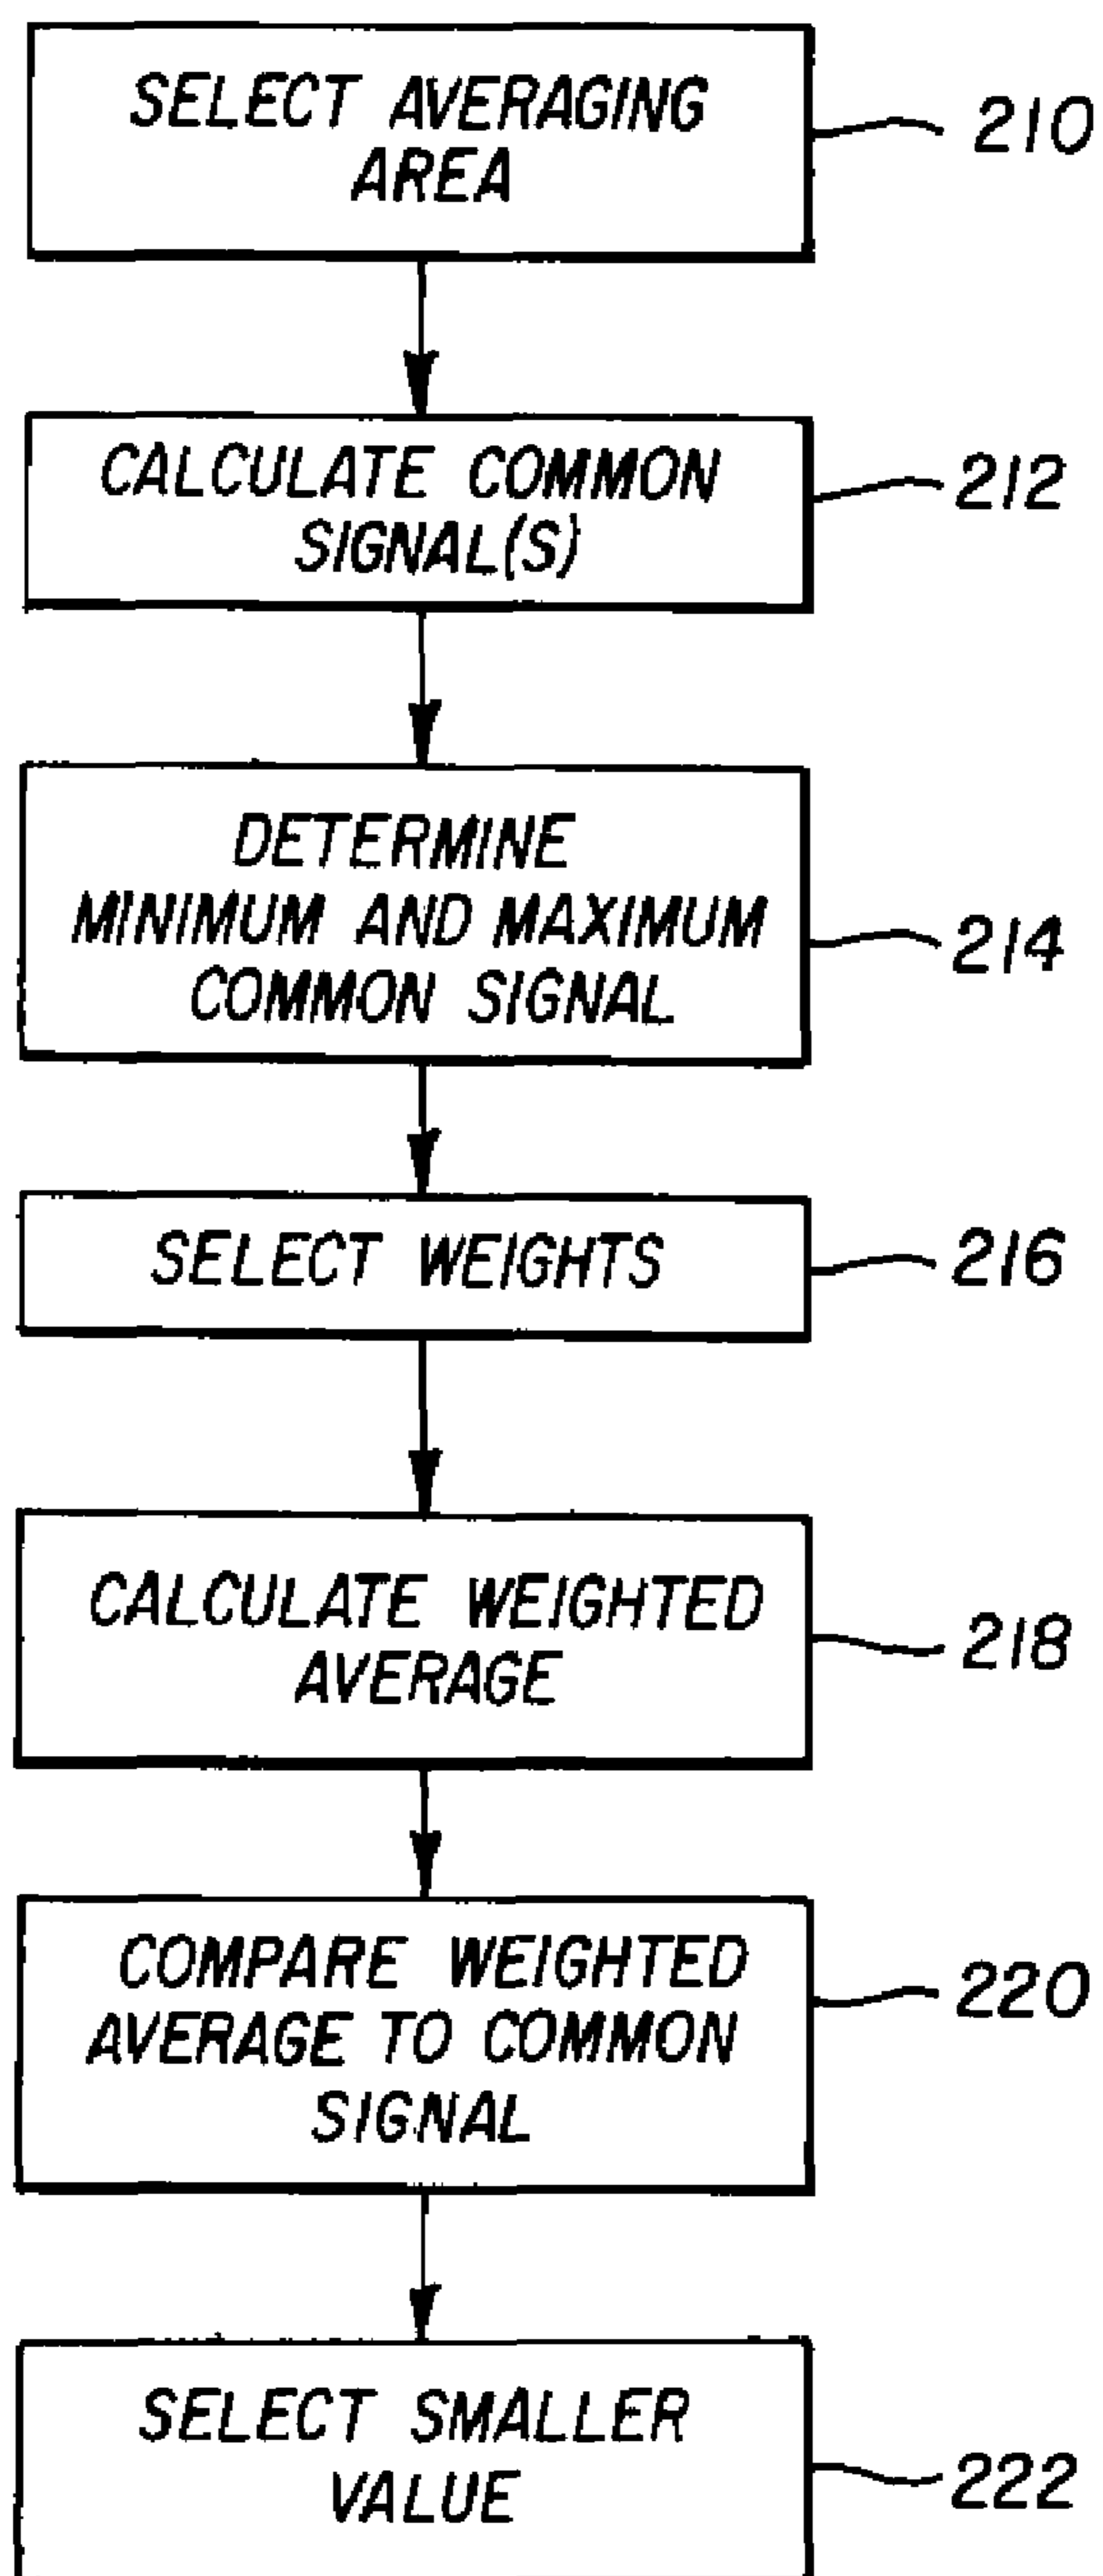 SELECT AVERAGING
AREA
210
CALCULATE COMMON
SIGNAL(S)
212
DETERMINE
MINIMUM AND MAXIMUM
COMMON SIGNAL
214
SELECT WEIGHTS
216
CALCULATE WEIGHTED
AVERAGE
218
COMPARE WEIGHTED
AVERAGE TO COMMON
SIGNAL
220
SELECT SMALLER
VALUE
222